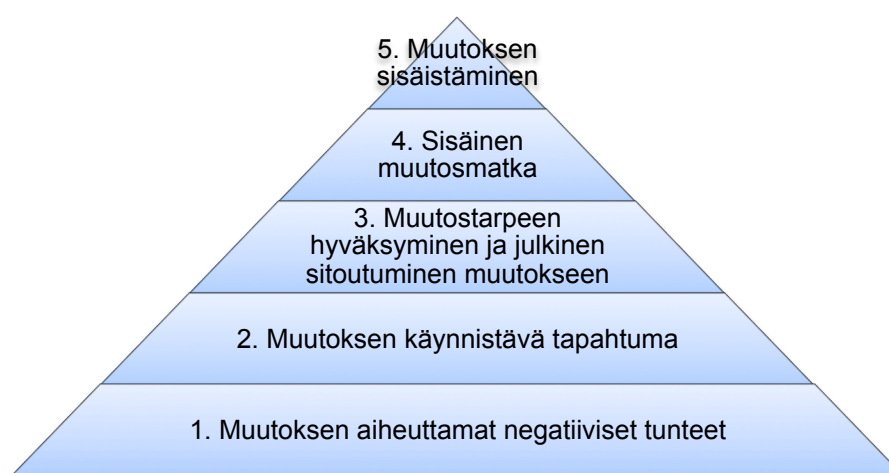 5. Muutoksen
sisäistäminen
4. Sisäinen
muutosmatka
3. Muutostarpeen
hyväksyminen ja julkinen
sitoutuminen muutokseen
2. Muutoksen käynnistävä tapahtuma
1. Muutoksen aiheuttamat negatiiviset tunteet